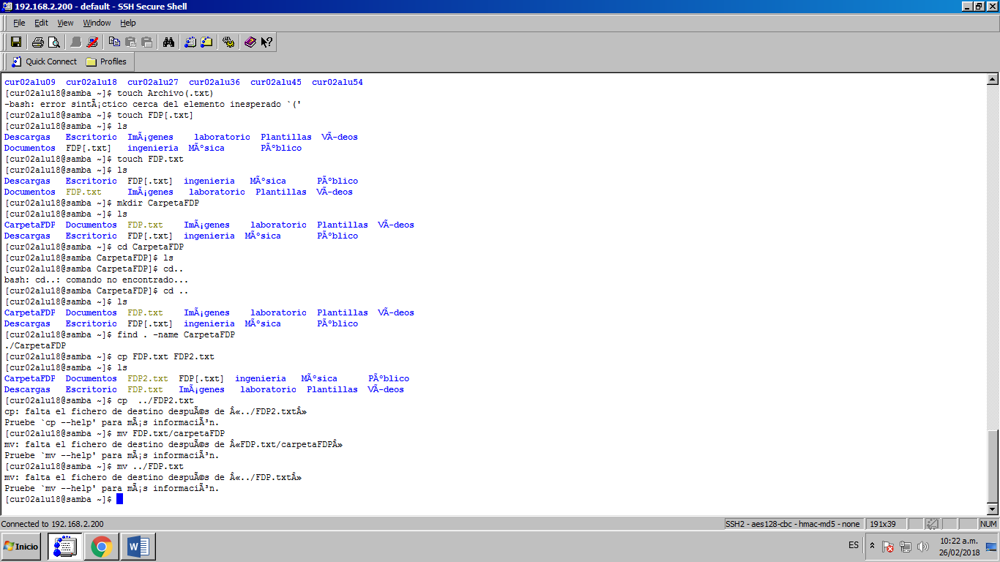 192.168.2.200 - default - SSH Secure Shell
File Edit View Window Help
Quick Connect Profiles
cur02alu09 cur02alu18 cur02alu27 cur02alu36 cur02alu45 cur02alu54
[cur02alu18@samba ~]$ touch Archivo(.txt)
-bash: error sintÃ¡ctico cerca del elemento inesperado `('
[cur02alu18@samba ~]$ touch FDP[.txt]
[cur02alu18@samba ~]$ ls
Descargas Escritorio ImÃ¡genes laboratorio Plantillas VÃ­-deos
Documentos FDP[.txt] ingenieria MÃºsica PÃºblico
[cur02alu18@samba ~]$ touch FDP.txt
[cur02alu18@samba ~]$ ls
Descargas Escritorio FDP[.txt] ingenieria MÃºsica PÃºblico
Documentos FDP.txt ImÃ¡genes laboratorio Plantillas VÃ-deos
[cur02alu18@samba ~]$ mkdir CarpetaFDP
[cur02alu18@samba ~]$ ls
CarpetaFDP Documentos FDP.txt ImÃ¡genes laboratorio Plantillas VÃ-deos
Descargas Escritorio FDP[.txt] ingenieria MÃºsica PÃºblico
[cur02alu18@samba ~]$ cd CarpetaFDP
[cur02alu18@samba CarpetaFDP]$ ls
[cur02alu18@samba CarpetaFDP]$ cd..
bash: cd..: comando no encontrado...
[cur02alu18@samba CarpetaFDP]$ cd ..
[cur02alu18@samba ~]$ ls
CarpetaFDP Documentos FDP.txt ImÃ¡genes laboratorio Plantillas VÃ-deos
Descargas Escritorio FDP[.txt] ingenieria MÃºsica PÃºblico
[cur02alu18@samba ~]$ find . -name CarpetaFDP
./CarpetaFDP
[cur02alu18@samba ~]$ cp FDP.txt FDP2.txt
[cur02alu18@samba ~]$ ls
CarpetaFDP Documentos FDP2.txt FDP[.txt] ingenieria MÃºsica PÃºblico
Descargas Escritorio FDP.txt ImÃ¡genes laboratorio Plantillas VÃ-deos
[cur02alu18@samba ~]$ cp ../FDP2.txt
cp: falta el fichero de destino despuÃ©s de Â«../FDP2.txtÂ»
Pruebe `cp --help' para mÃ¡s informaciÃ³n.
[cur02alu18@samba ~]$ mv FDP.txt/carpetaFDP
mv: falta el fichero de destino despuÃ©s de Â«FDP.txt/carpetaFDPÂ»
Pruebe `mv --help' para mÃ¡s informaciÃ³n.
[cur02alu18@samba ~]$ mv ../FDP.txt
mv: falta el fichero de destino despuÃ©s de Â«../FDP.txtÂ»
Pruebe `mv --help' para mÃ¡s informaciÃ³n.
[cur02alu18@samba ~]$
Connected to 192.168.2.200 SSH2 - aes128-cbc - hmac-md5 - none 191x39 NUM
Inicio ES 10:22 a.m.
26/02/2018